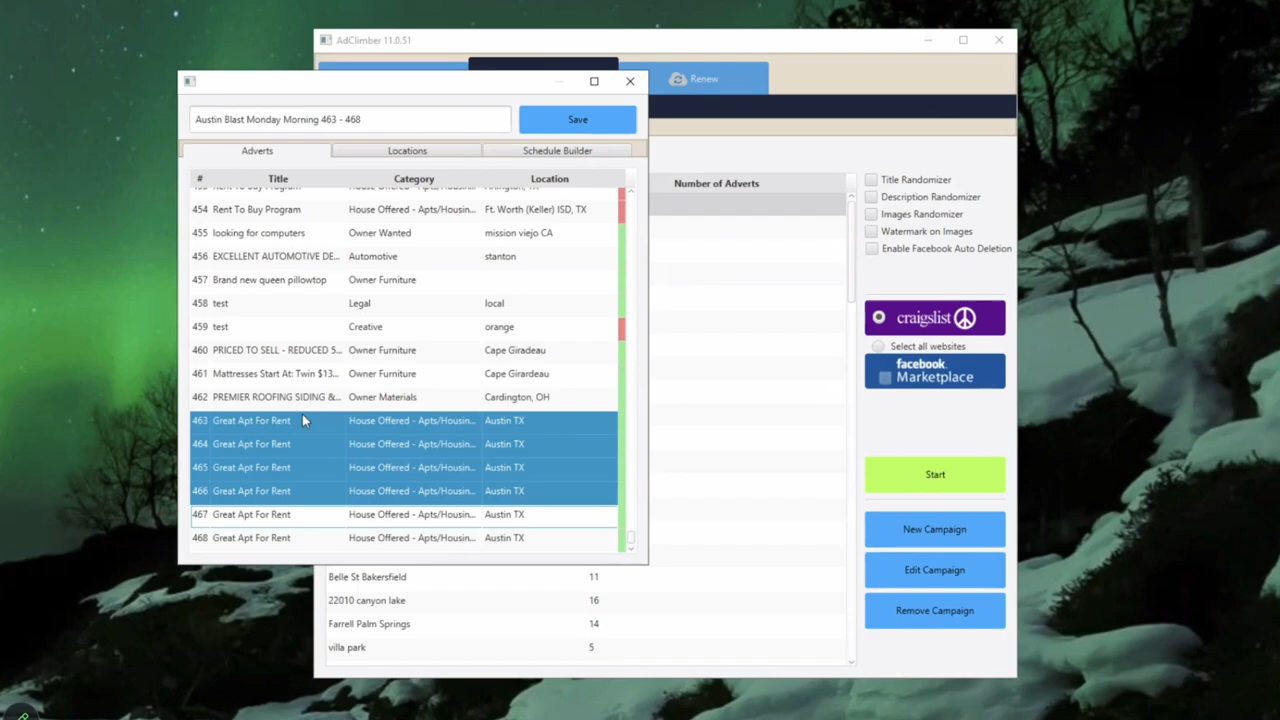 AdClimber 11.0.51
Renew
Austin Blast Monday Morning 463 - 468
Save
Adverts Locations Schedule Builder
# Title Category Location
454 Rent To Buy Program House Offered - Apts/Housin... Ft. Worth (Keller) ISD, TX
455 looking for computers Owner Wanted mission viejo CA
456 EXCELLENT AUTOMOTIVE DE... Automotive stanton
457 Brand new queen pillowtop Owner Furniture
458 test Legal local
459 test Creative orange
460 PRICED TO SELL - REDUCED 5... Owner Furniture Cape Girardeau
461 Mattresses Start At: Twin $13... Owner Furniture Cape Girardeau
462 PREMIER ROOFING SIDING &... Owner Materials Cardington, OH
463 Great Apt For Rent House Offered - Apts/Housin... Austin TX
464 Great Apt For Rent House Offered - Apts/Housin... Austin TX
465 Great Apt For Rent House Offered - Apts/Housin... Austin TX
466 Great Apt For Rent House Offered - Apts/Housin... Austin TX
467 Great Apt For Rent House Offered - Apts/Housin... Austin TX
468 Great Apt For Rent House Offered - Apts/Housin... Austin TX
Number of Adverts
Belle St Bakersfield 11
22010 canyon lake 16
Farrell Palm Springs 14
villa park 5
Title Randomizer
Description Randomizer
Images Randomizer
Watermark on Images
Enable Facebook Auto Deletion
craigslist
Select all websites
facebook
Marketplace
Start
New Campaign
Edit Campaign
Remove Campaign